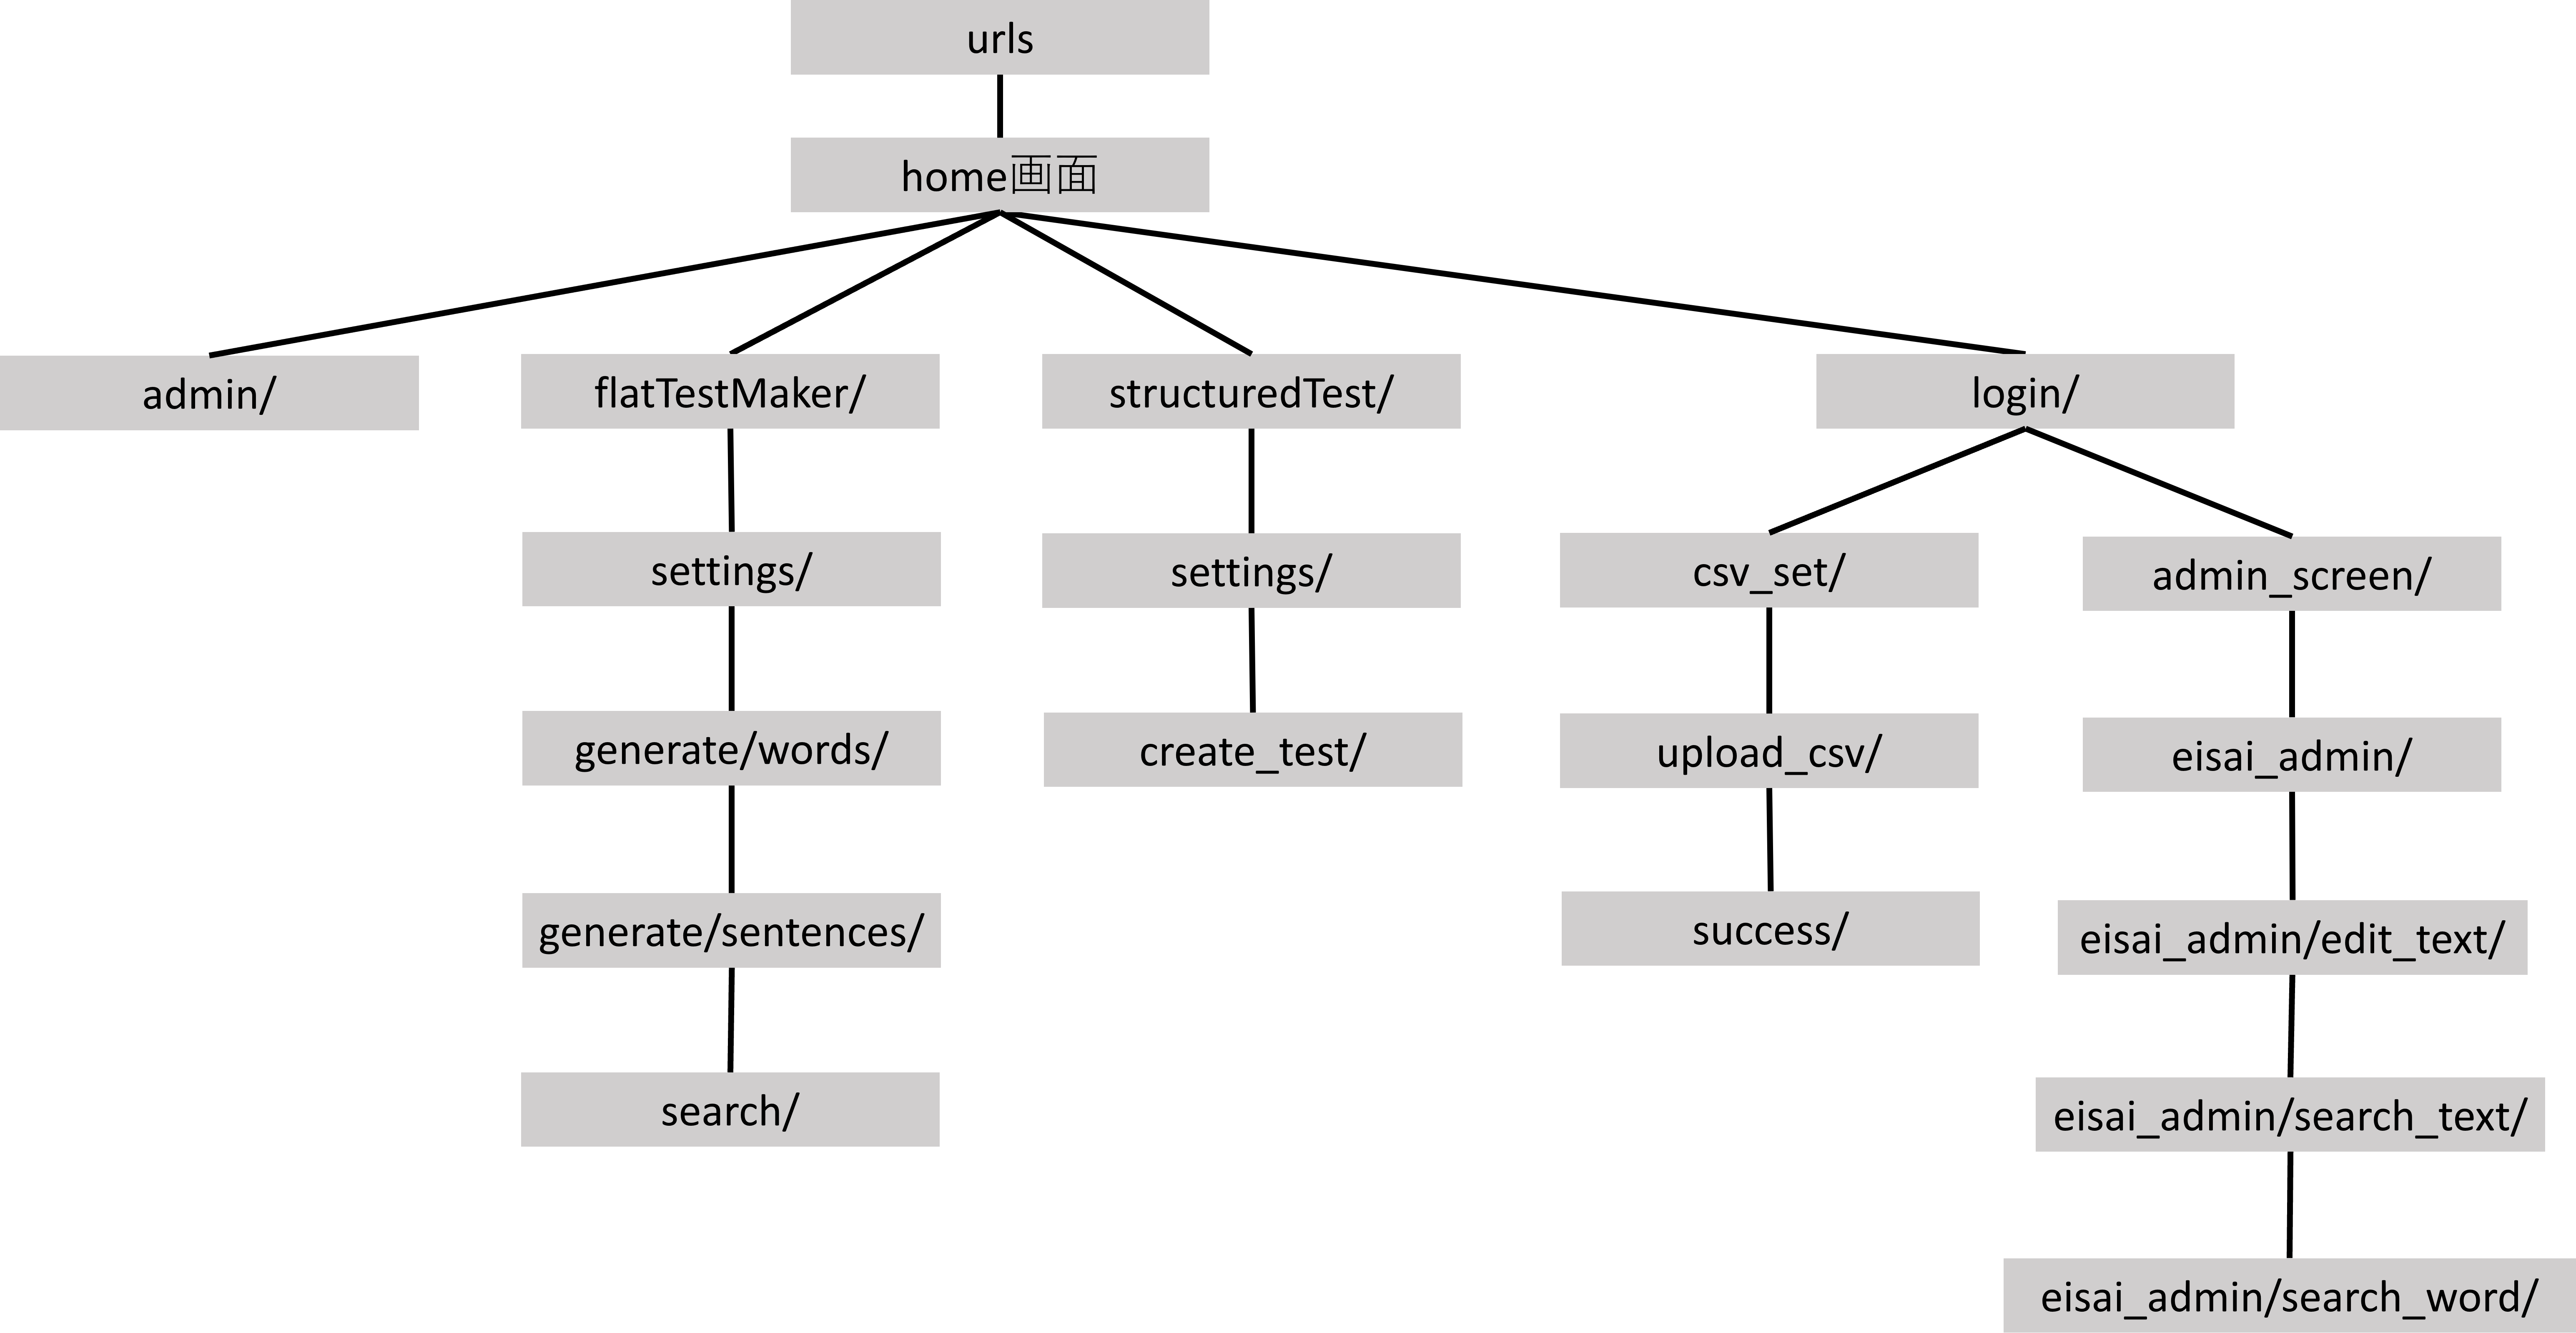 urls
home画面
admin/
flatTestMaker/
structuredTest/
login/
settings/
settings/
csv_set/
admin_screen/
generate/words/
create_test/
upload_csv/
eisai_admin/
generate/sentences/
success/
eisai_admin/edit_text/
search/
eisai_admin/search_text/
eisai_admin/search_word/